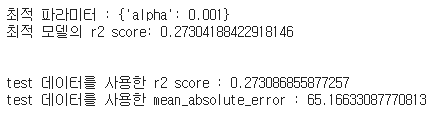 최적 파라미터 : {'alpha': 0.001}
최적 모델의 r2 score: 0.27304188422918146
test 데이터를 사용한 r2 score : 0.273086855877257
test 데이터를 사용한 mean_absolute_error : 65.16633087770813